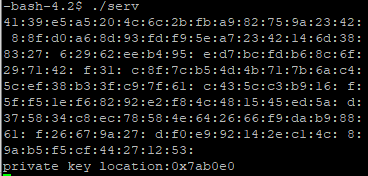 -bash-4.2$ ./serv
41:39:e5:a5:20:4c:6c:2b:fb:a9:82:75:9a:23:42:
 8:8f:d0:a6:8d:93:fd:f9:5e:a7:23:42:14:6d:38:
83:27: 6:29:62:ee:b4:95: e:d7:bc:fd:b6:8c:6f:
29:71:42: f:31: c:8f:7c:b5:4d:4b:71:7b:6a:c4:
5c:ef:38:b3:3f:c9:7f:61: c:43:5c:c3:b9:16: f:
5f:f5:1e:f6:82:92:e2:f8:4c:48:15:45:ed:5a: d:
37:58:34:c8:ec:78:58:4e:64:26:66:f9:da:b9:88:
61: f:26:67:9a:27: d:f0:e9:92:14:2e:c1:4c: 8:
9a:b5:f5:cf:44:27:12:53:
private key location:0x7ab0e0